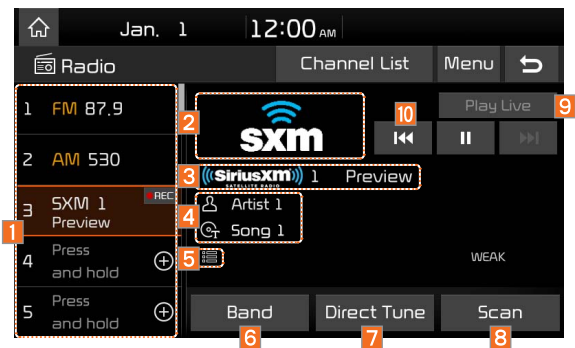 Jan. 1 12:00 AM
Radio Channel List Menu
1 FM 87.9
2 AM 530
3 SXM 1 REC
Preview
4 Press
and hold
5 Press
and hold
1
2
sxm
10
Play Live 9
3 ((SiriusXM)) 1 Preview
SATELLITE RADIO
4 Artist 1
Song 1
5
WEAK
Band Direct Tune Scan
6 7 8